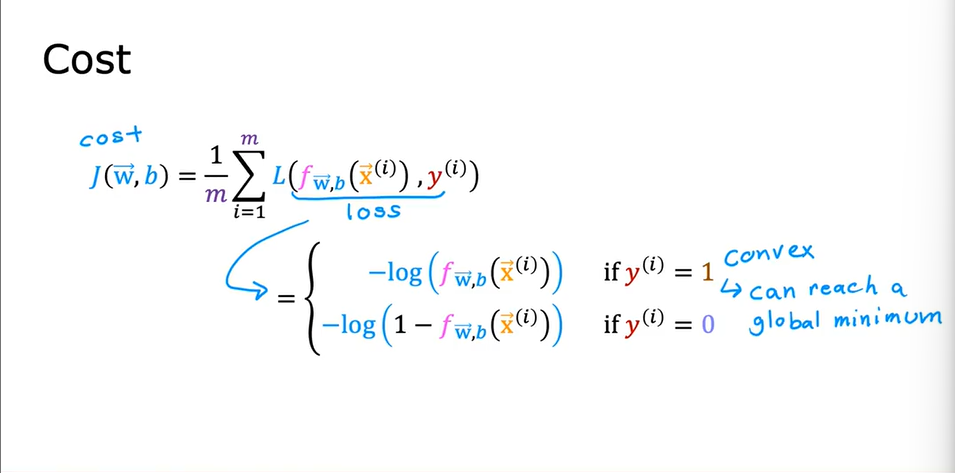 Cost
cost
J(w⃗, b) = 1/m ∑_{i=1}^{m} L(f_{w⃗,b}(x⃗^{(i)}), y^{(i)})
loss
= { −log(f_{w⃗,b}(x⃗^{(i)})) if y^{(i)} = 1
−log(1 − f_{w⃗,b}(x⃗^{(i)})) if y^{(i)} = 0
convex
↳ can reach a
global minimum